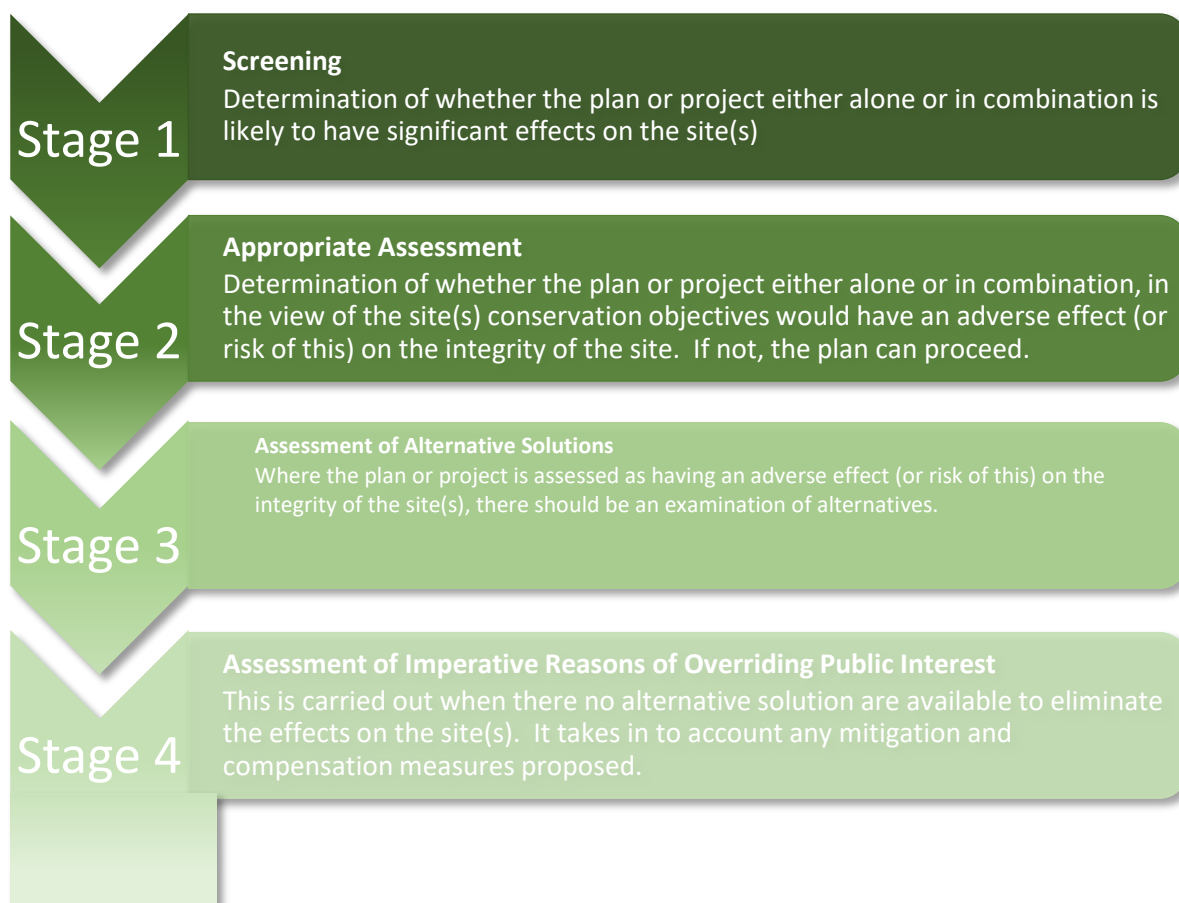 Stage 1
Screening
Determination of whether the plan or project either alone or in combination is
likely to have significant effects on the site(s)
Stage 2
Appropriate Assessment
Determination of whether the plan or project either alone or in combination, in
the view of the site(s) conservation objectives would have an adverse effect (or
risk of this) on the integrity of the site.  If not, the plan can proceed.
Stage 3
Assessment of Alternative Solutions
Where the plan or project is assessed as having an adverse effect (or risk of this) on the
integrity of the site(s), there should be an examination of alternatives.
Stage 4
Assessment of Imperative Reasons of Overriding Public Interest
This is carried out when there no alternative solution are available to eliminate
the effects on the site(s).  It takes in to account any mitigation and
compensation measures proposed.